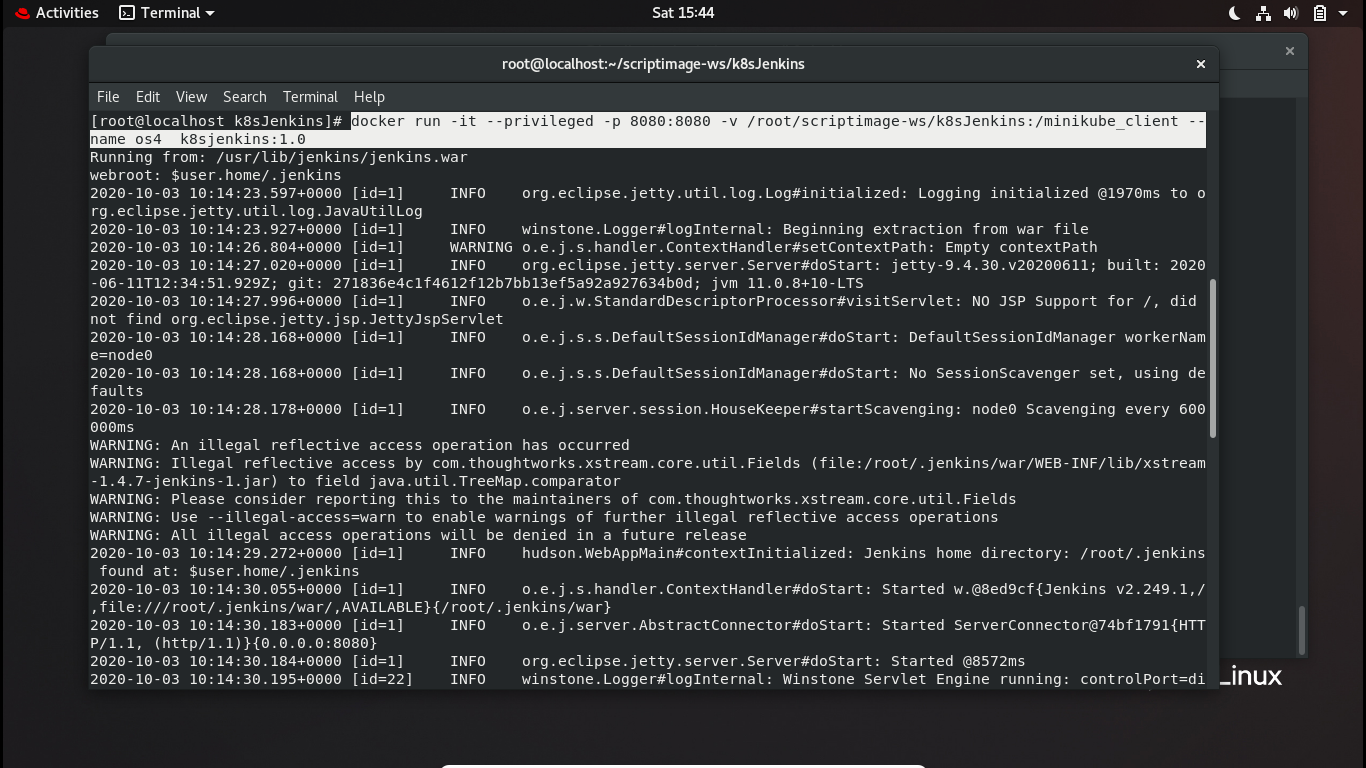 Activities
Terminal
Sat 15:44
root@localhost:~/scriptimage-ws/k8sJenkins
File Edit View Search Terminal Help
[root@localhost k8sJenkins]# docker run -it --privileged -p 8080:8080 -v /root/scriptimage-ws/k8sJenkins:/minikube_client --
name os4  k8sjenkins:1.0
Running from: /usr/lib/jenkins/jenkins.war
webroot: $user.home/.jenkins
2020-10-03 10:14:23.597+0000 [id=1]     INFO    org.eclipse.jetty.util.log.Log#initialized: Logging initialized @1970ms to o
rg.eclipse.jetty.util.log.JavaUtilLog
2020-10-03 10:14:23.927+0000 [id=1]     INFO    winstone.Logger#logInternal: Beginning extraction from war file
2020-10-03 10:14:26.804+0000 [id=1]     WARNING o.e.j.s.handler.ContextHandler#setContextPath: Empty contextPath
2020-10-03 10:14:27.020+0000 [id=1]     INFO    org.eclipse.jetty.server.Server#doStart: jetty-9.4.30.v20200611; built: 2020
-06-11T12:34:51.929Z; git: 271836e4c1f4612f12b7bb13ef5a92a927634b0d; jvm 11.0.8+10-LTS
2020-10-03 10:14:27.996+0000 [id=1]     INFO    o.e.j.w.StandardDescriptorProcessor#visitServlet: NO JSP Support for /, did
not find org.eclipse.jetty.jsp.JettyJspServlet
2020-10-03 10:14:28.168+0000 [id=1]     INFO    o.e.j.s.s.DefaultSessionIdManager#doStart: DefaultSessionIdManager workerNam
e=node0
2020-10-03 10:14:28.168+0000 [id=1]     INFO    o.e.j.s.s.DefaultSessionIdManager#doStart: No SessionScavenger set, using de
faults
2020-10-03 10:14:28.178+0000 [id=1]     INFO    o.e.j.server.session.HouseKeeper#startScavenging: node0 Scavenging every 600
000ms
WARNING: An illegal reflective access operation has occurred
WARNING: Illegal reflective access by com.thoughtworks.xstream.core.util.Fields (file:/root/.jenkins/war/WEB-INF/lib/xstream
-1.4.7-jenkins-1.jar) to field java.util.TreeMap.comparator
WARNING: Please consider reporting this to the maintainers of com.thoughtworks.xstream.core.util.Fields
WARNING: Use --illegal-access=warn to enable warnings of further illegal reflective access operations
WARNING: All illegal access operations will be denied in a future release
2020-10-03 10:14:29.272+0000 [id=1]     INFO    hudson.WebAppMain#contextInitialized: Jenkins home directory: /root/.jenkins
 found at: $user.home/.jenkins
2020-10-03 10:14:30.055+0000 [id=1]     INFO    o.e.j.s.handler.ContextHandler#doStart: Started w.@8ed9cf{Jenkins v2.249.1,/
,file:///root/.jenkins/war/,AVAILABLE}{/root/.jenkins/war}
2020-10-03 10:14:30.183+0000 [id=1]     INFO    o.e.j.server.AbstractConnector#doStart: Started ServerConnector@74bf1791{HTT
P/1.1, (http/1.1)}{0.0.0.0:8080}
2020-10-03 10:14:30.184+0000 [id=1]     INFO    org.eclipse.jetty.server.Server#doStart: Started @8572ms
2020-10-03 10:14:30.195+0000 [id=22]    INFO    winstone.Logger#logInternal: Winstone Servlet Engine running: controlPort=di
Linux